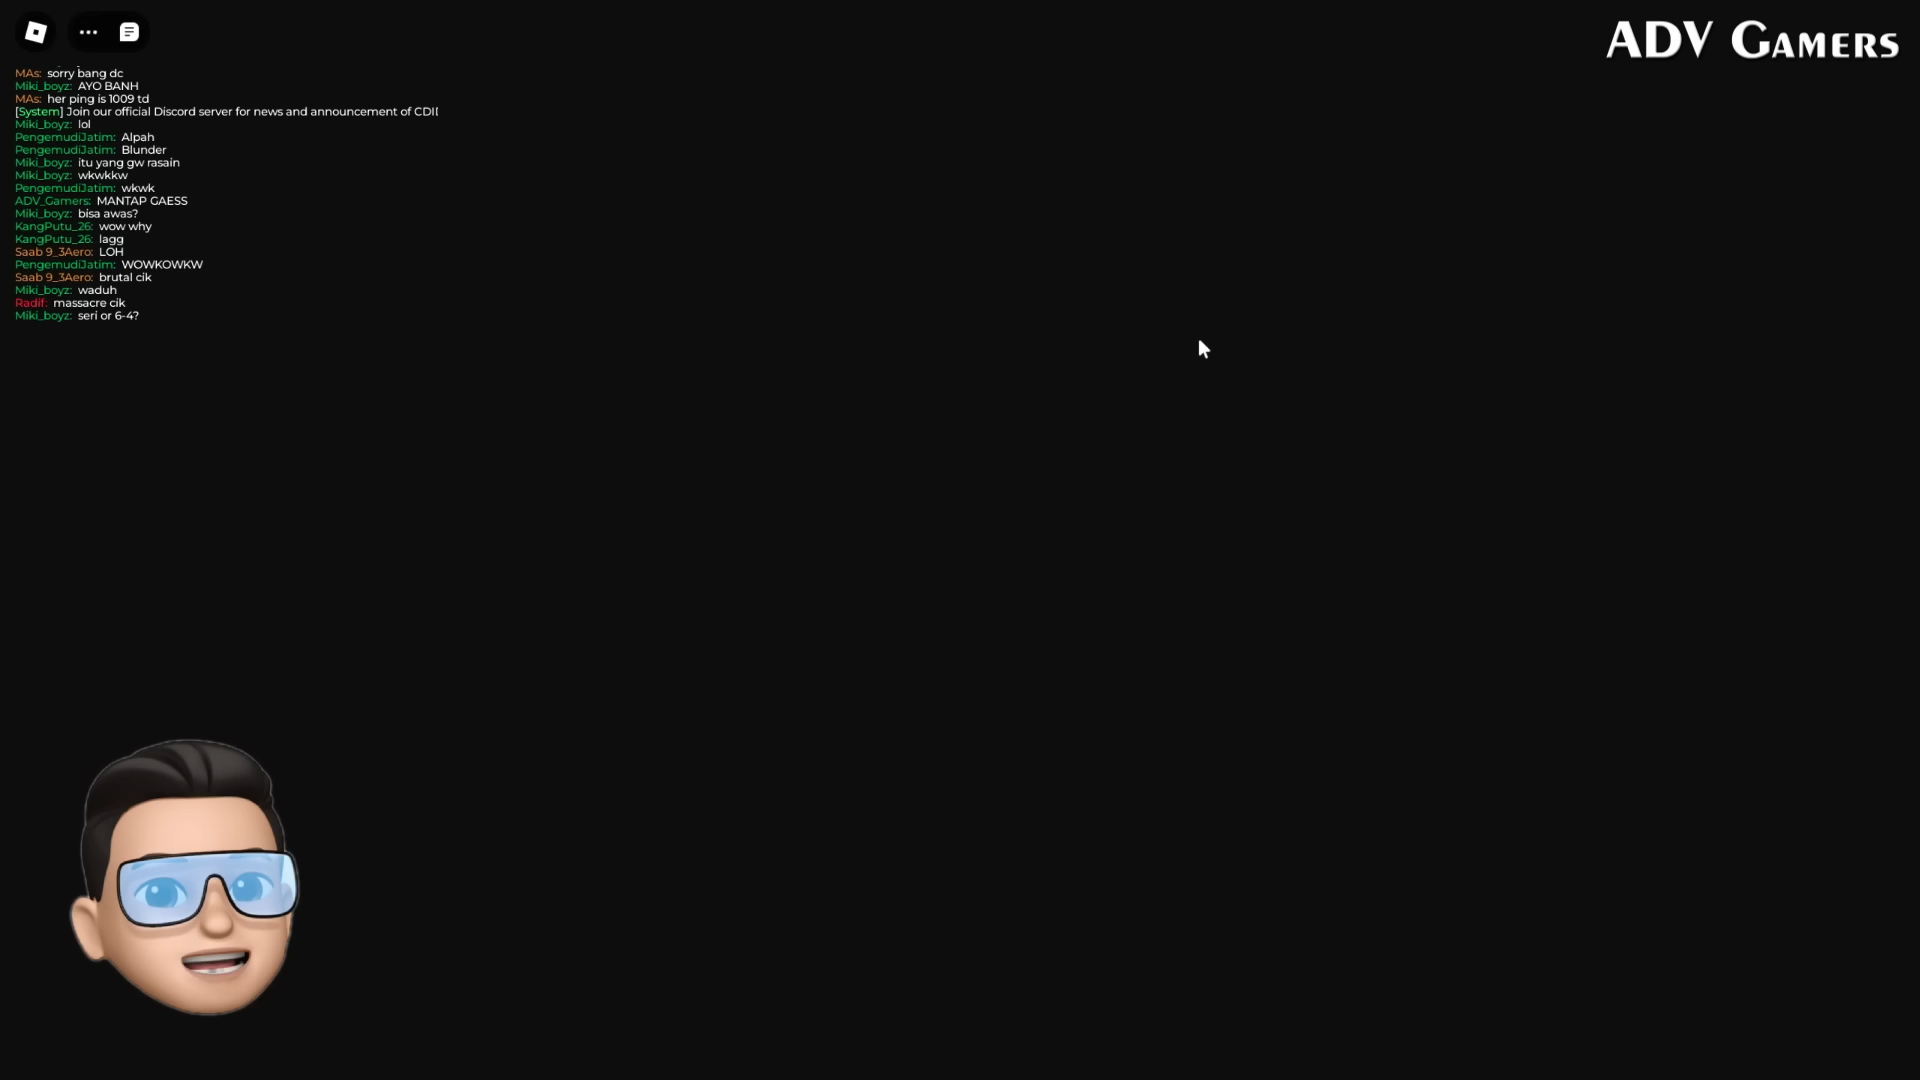 ADV GAMERS
MAs: sorry bang dc
Miki_boyz: AYO BANH
MAs: her ping is 1009 td
[System] Join our official Discord server for news and announcement of CDI
Miki_boyz: lol
PengemudiJatim: Alpah
PengemudiJatim: Blunder
Miki_boyz: itu yang gw rasain
Miki_boyz: wkwkkw
PengemudiJatim: wkwk
ADV_Gamers: MANTAP GAESS
Miki_boyz: bisa awas?
KangPutu_26: wow why
KangPutu_26: lagg
Saab 9_3Aero: LOH
PengemudiJatim: WOWKOWKW
Saab 9_3Aero: brutal cik
Miki_boyz: waduh
Radif: massacre cik
Miki_boyz: seri or 6-4?